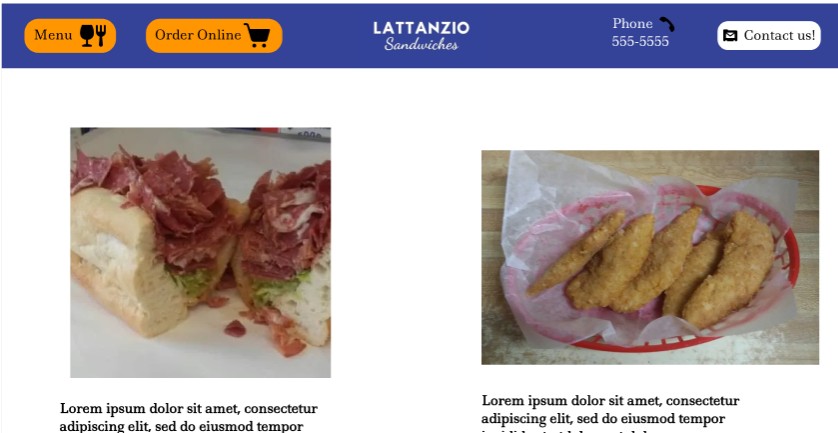 Menu
Order Online
LATTANZIO
Sandwiches
Phone
555-5555
Contact us!
Lorem ipsum dolor sit amet, consectetur
adipiscing elit, sed do eiusmod tempor
Lorem ipsum dolor sit amet, consectetur
adipiscing elit, sed do eiusmod tempor